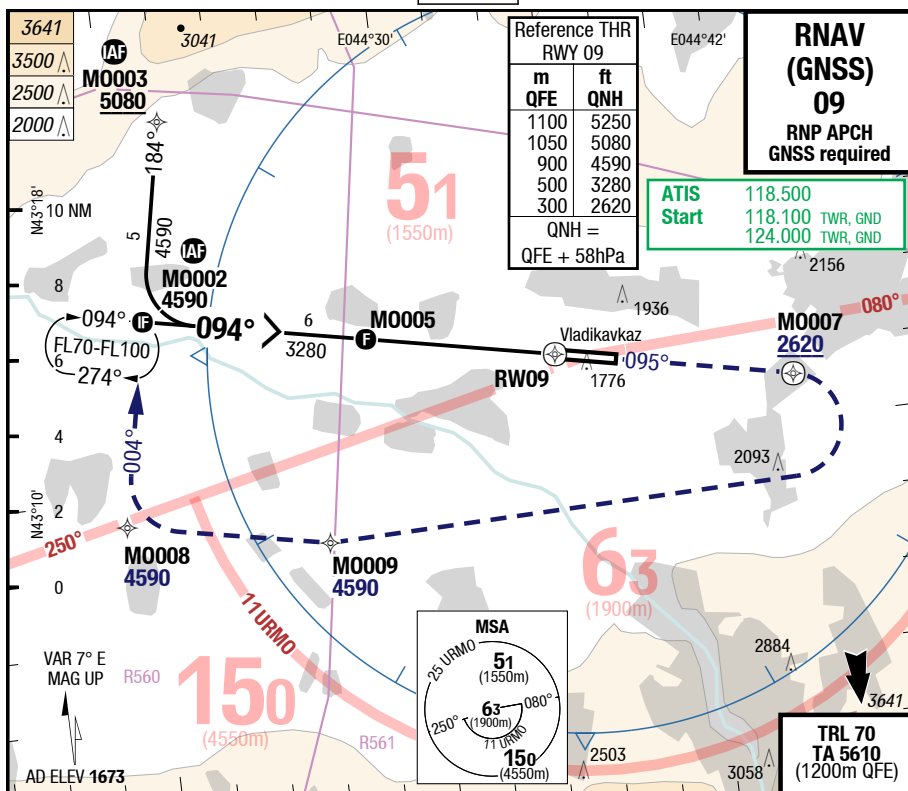 3641
3500
2500
2000
3041
E044°30'
E044°42'
IAF
M0003
5080
184°
5
4590
Reference THR
RWY 09
m ft
QFE QNH
1100 5250
1050 5080
900 4590
500 3280
300 2620
QNH =
QFE + 58hPa
RNAV
(GNSS)
09
RNP APCH
GNSS required
ATIS 118.500
Start 118.100 TWR, GND
124.000 TWR, GND
N43°18'
10 NM
51
(1550m)
2156
IAF
M0002
4590
8
1936
080°
094°
IF
094°
6
3280
F
M0005
Vladikavkaz
M0007
2620
FL70-FL100
6
274°
RW09
1776
095°
004°
4
2093
N43°10'
2
250°
M0008
4590
M0009
4590
63
(1900m)
0
11 URMO
VAR 7° E
MAG UP
R560
150
(4550m)
R561
MSA
25 URMO
51
(1550m)
63
(1900m)
250°
080°
11 URMO
150
(4550m)
2884
3641
2503
3058
TRL 70
TA 5610
(1200m QFE)
AD ELEV 1673